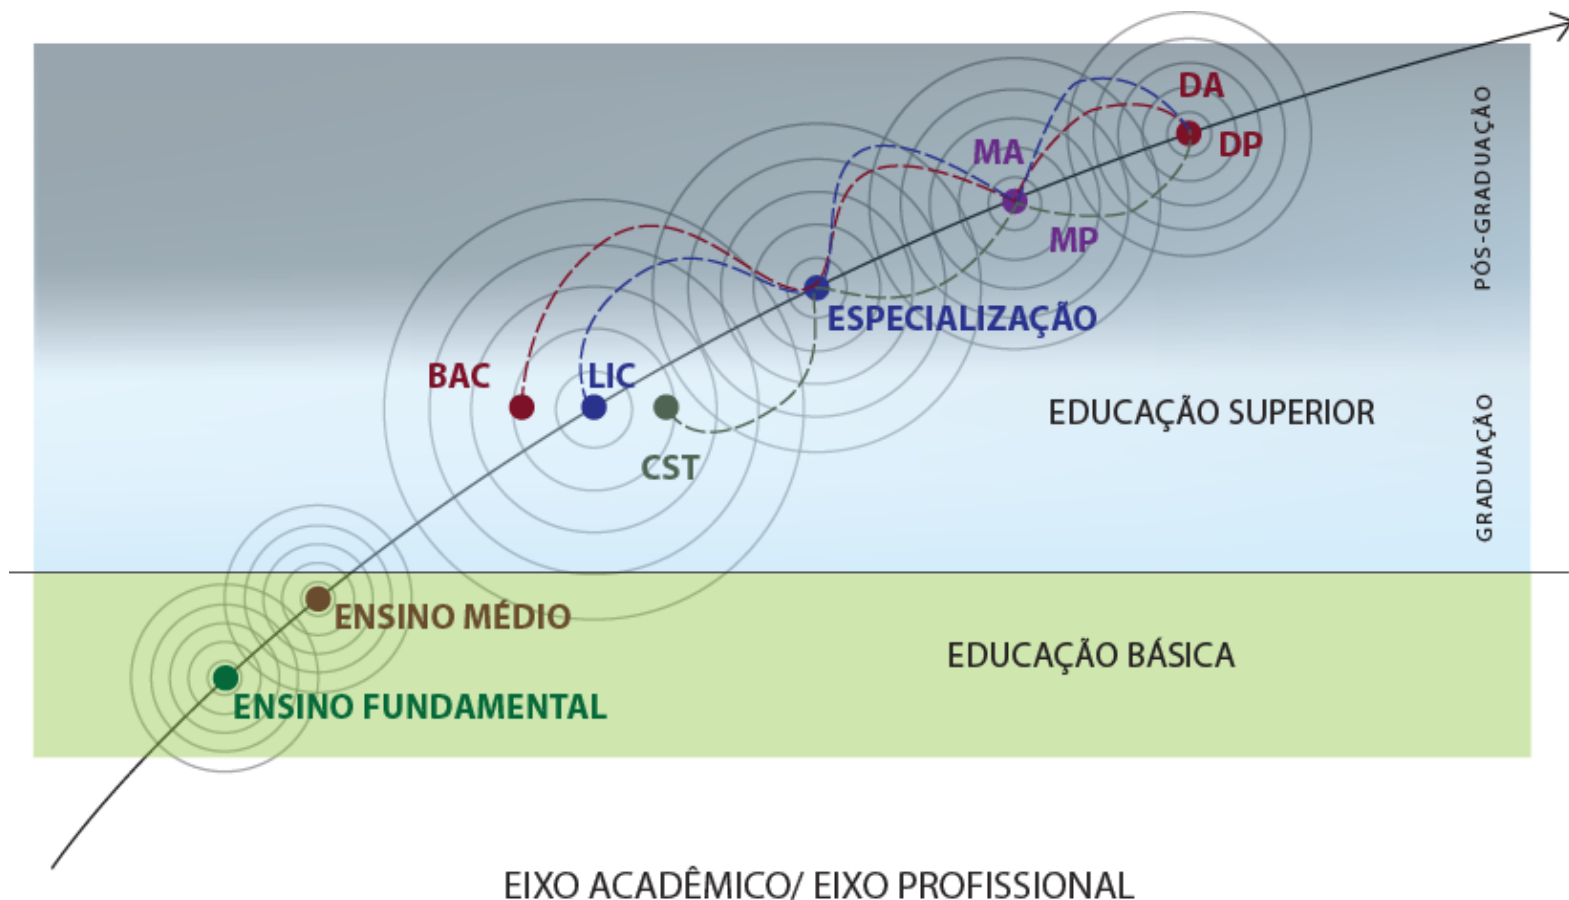 DA
DP
PÓS-GRADUAÇÃO
MA
MP
ESPECIALIZAÇÃO
BAC
LIC
CST
EDUCAÇÃO SUPERIOR
GRADUAÇÃO
ENSINO MÉDIO
EDUCAÇÃO BÁSICA
ENSINO FUNDAMENTAL
EIXO ACADÊMICO/ EIXO PROFISSIONAL